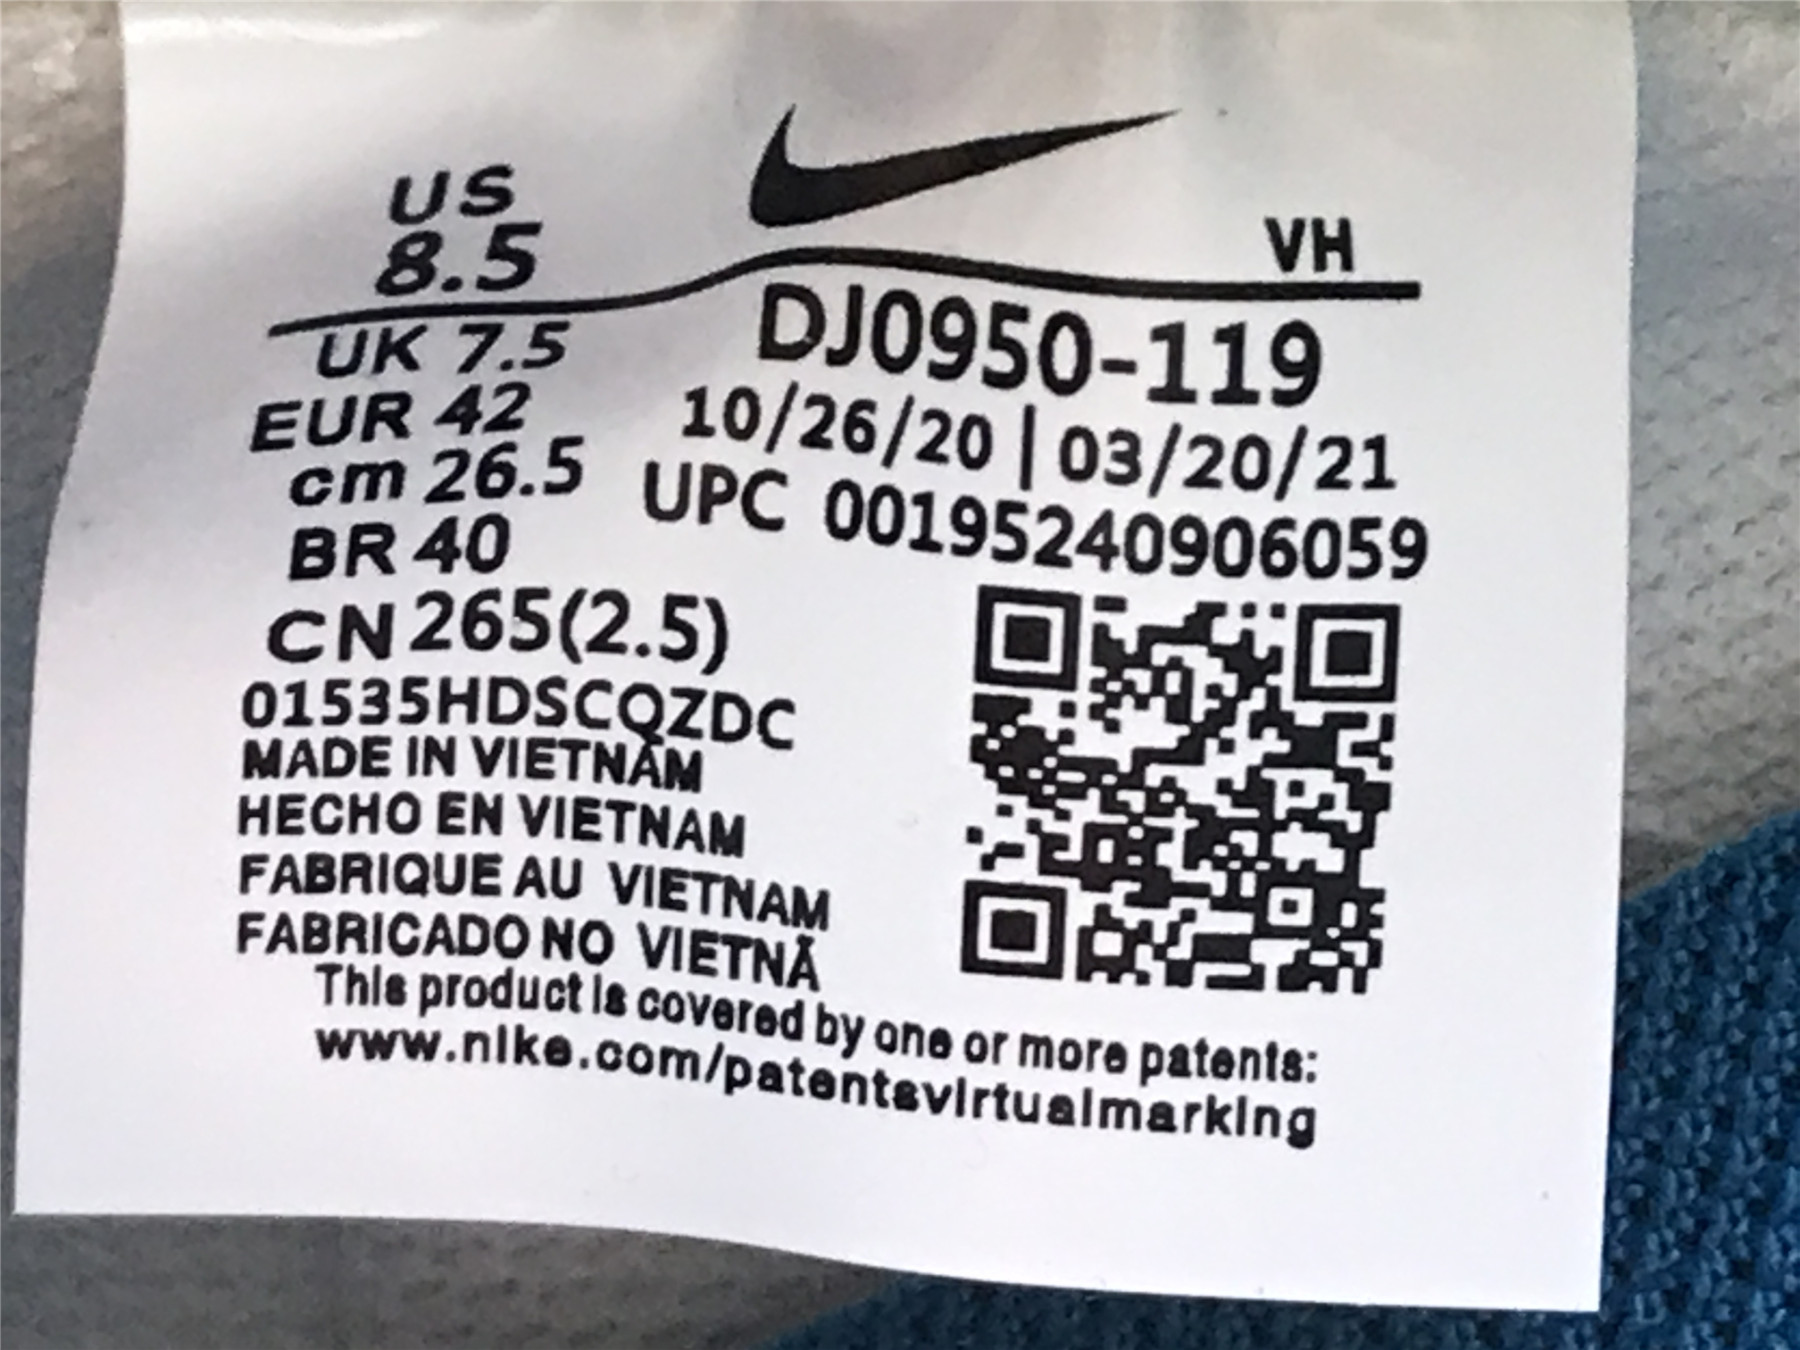 US
8.5
VH
UK 7.5
EUR 42
cm 26.5
BR 40
CN 265(2.5)
DJ0950-119
10/26/20 | 03/20/21
UPC 00195240906059
01535HDSCQZDC
MADE IN VIETNAM
HECHO EN VIETNAM
FABRIQUE AU VIETNAM
FABRICADO NO VIETNÃ
This product is covered by one or more patents:
www.nike.com/patentsvirtualmarking